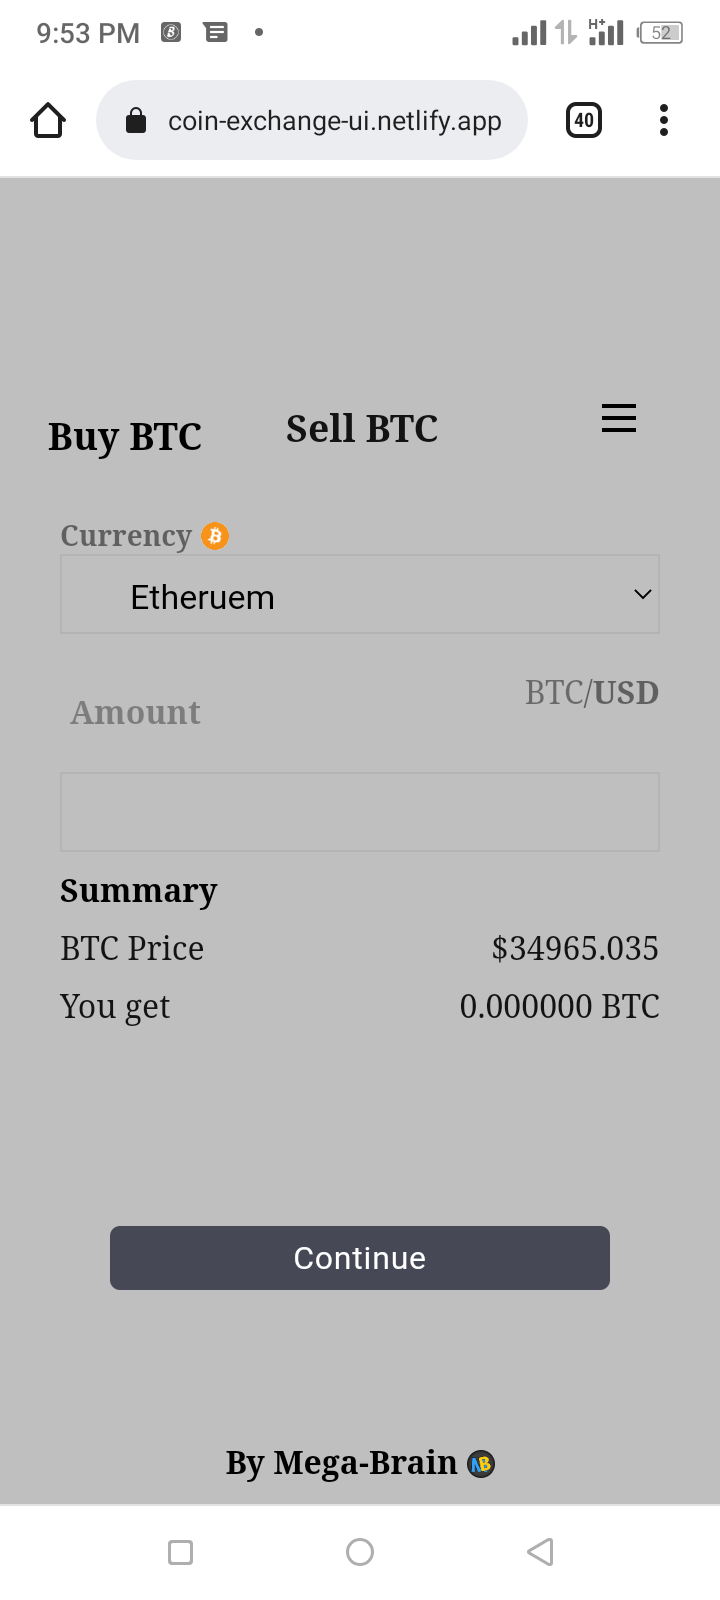 9:53 PM H+ 52
coin-exchange-ui.netlify.app 40
Buy BTC Sell BTC
Currency
Etheruem
BTC/USD
Amount
Summary
BTC Price $34965.035
You get 0.000000 BTC
Continue
By Mega-Brain